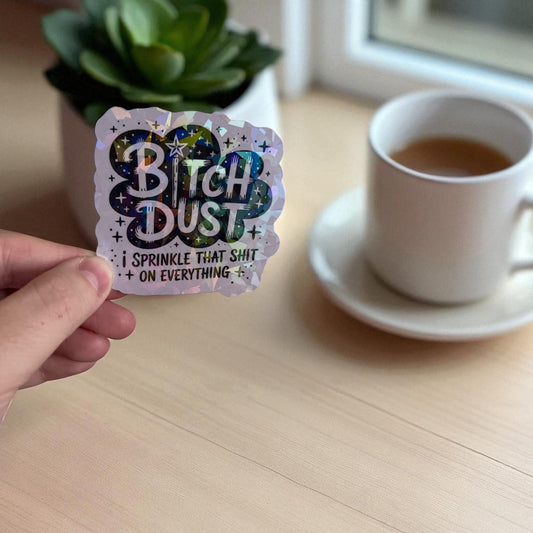 BITCH
DUST
i SPRINKLE THAT SHIT
ON EVERYTHING